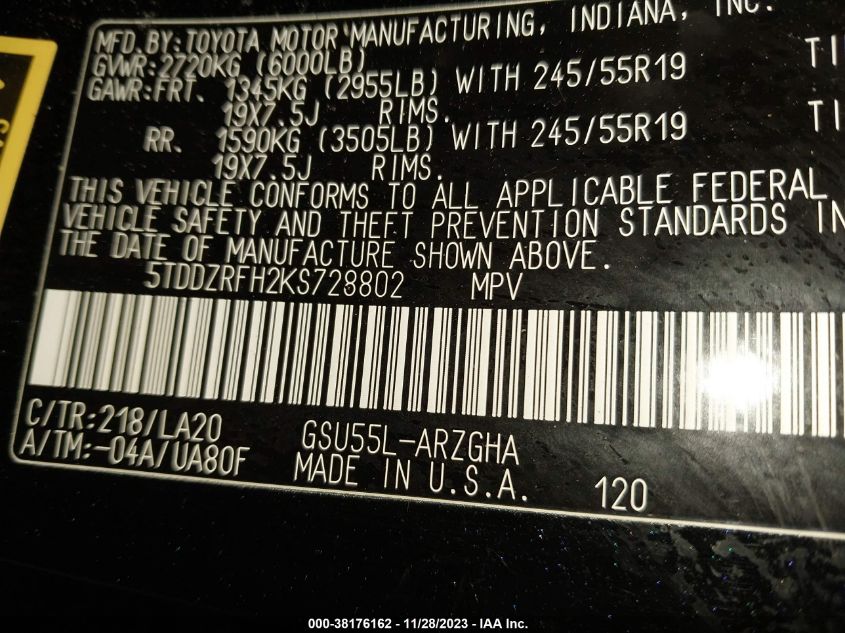 MFD. BY: TOYOTA MOTOR MANUFACTURING, INDIANA, INC.
GVWR: 2720KG (6000LB)
GAWR: FRT. 1345KG (2955LB) WITH 245/55R19
19X7.5J RIMS.
RR. 1590KG (3505LB) WITH 245/55R19
19X7.5J RIMS.
THIS VEHICLE CONFORMS TO ALL APPLICABLE FEDERAL
VEHICLE SAFETY AND THEFT PREVENTION STANDARDS IN
THE DATE OF MANUFACTURE SHOWN ABOVE.
5TDDZRFH2KS728802 MPV
C/TR: 218/LA20 GSU55L-ARZGHA
A/TM: -04A/UA80F MADE IN U.S.A. 120
000-38176162 - 11/28/2023 - IAA Inc.